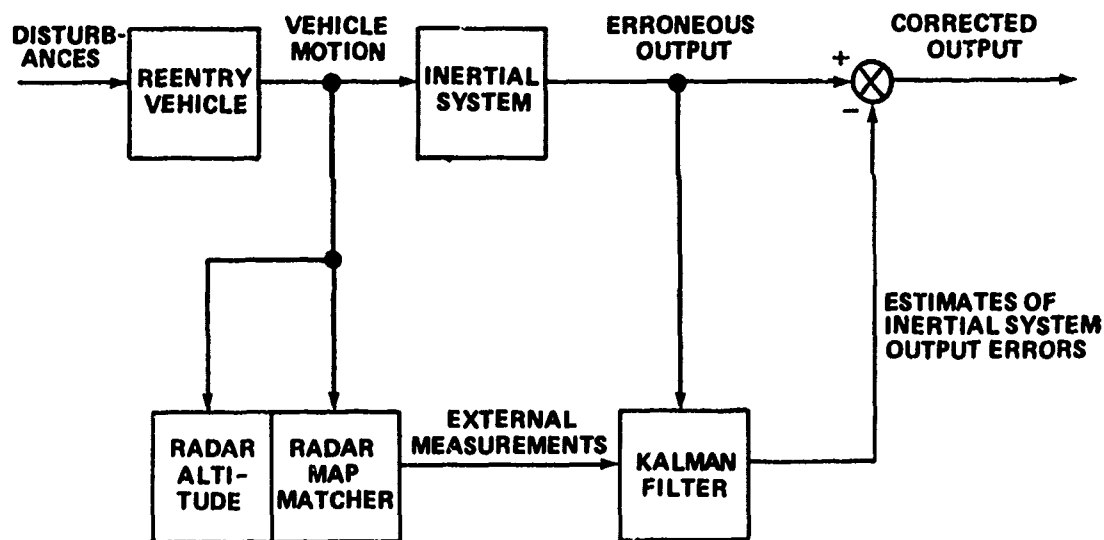 DISTURB-
ANCES
REENTRY
VEHICLE
VEHICLE
MOTION
INERTIAL
SYSTEM
ERRONEOUS
OUTPUT
+
−
CORRECTED
OUTPUT
ESTIMATES OF
INERTIAL SYSTEM
OUTPUT ERRORS
RADAR
ALTI-
TUDE
RADAR
MAP
MATCHER
EXTERNAL
MEASUREMENTS
KALMAN
FILTER